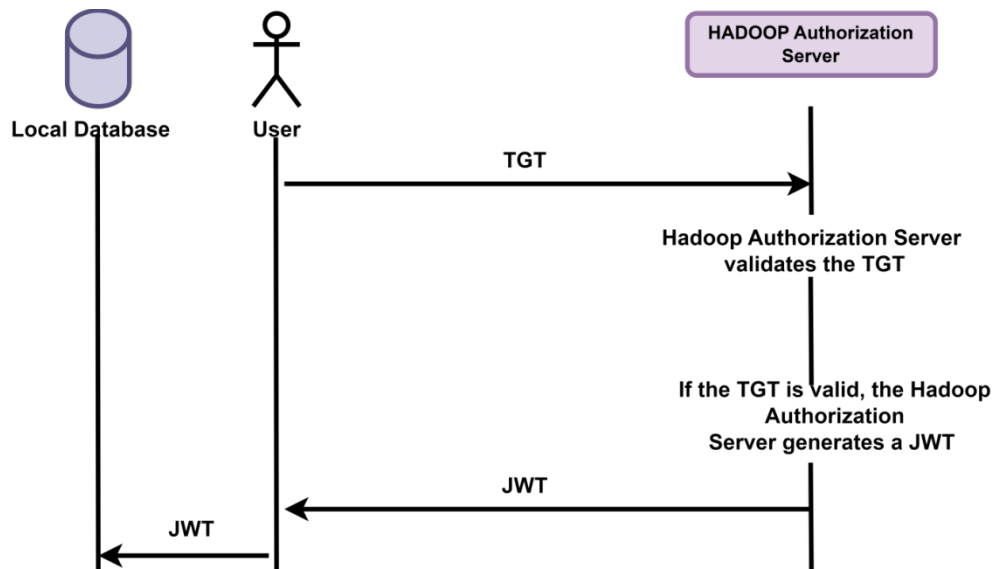 HADOOP Authorization
Server
Local Database
User
TGT
Hadoop Authorization Server
validates the TGT
If the TGT is valid, the Hadoop
Authorization
Server generates a JWT
JWT
JWT